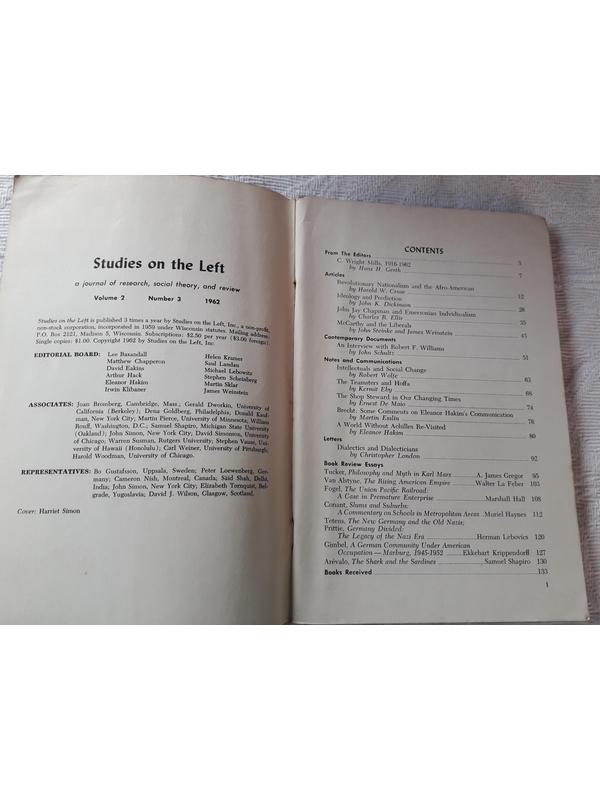 Studies on the Left
a journal of research, social theory, and review
Volume 2 Number 3 1962
Studies on the Left is published 3 times a year by Studies on the Left, Inc., a non-profit,
non-stock corporation, incorporated in 1959 under Wisconsin statutes. Mailing address:
P.O. Box 2121, Madison 5, Wisconsin. Subscriptions: $2.50 per year ($3.00 foreign).
Single copies: $1.00. Copyright 1962 by Studies on the Left, Inc.
EDITORIAL BOARD: Lee Baxandall Helen Kramer
Matthew Chapperon Saul Landau
David Eakins Michael Lebowitz
Arthur Hack Stephen Scheinberg
Eleanor Hakim Martin Sklar
Irwin Klibaner James Weinstein
ASSOCIATES: Joan Bromberg, Cambridge, Mass.; Gerald Dworkin, University of
California (Berkeley); Dena Goldberg, Philadelphia; Donald Kauf-
man, New York City; Martin Pierce, University of Minnesota; William
Rouff, Washington, D.C.; Samuel Shapiro, Michigan State University
(Oakland); John Simon, New York City; David Simonson, University
of Chicago; Warren Susman, Rutgers University; Stephen Vause, Uni-
versity of Hawaii (Honolulu); Carl Weiner, University of Pittsburgh;
Harold Woodman, University of Chicago.
REPRESENTATIVES: Bo Gustafsson, Uppsala, Sweden; Peter Loewenberg, Ger-
many; Cameron Nish, Montreal, Canada; Said Shah, Delhi,
India; John Simon, New York City; Elizabeth Tornquist, Bel-
grade, Yugoslavia; David J. Wilson, Glasgow, Scotland.
Cover: Harriet Simon
CONTENTS
From The Editors
C. Wright Mills, 1916-1962 5
by Hans H. Gerth
Articles 7
Revolutionary Nationalism and the Afro-American
by Harold W. Cruse 12
Ideology and Prediction
by John K. Dickinson 28
John Jay Chapman and Emersonian Individualism
by Charles B. Ellis 35
McCarthy and the Liberals
by John Steinke and James Weinstein 43
Contemporary Documents
An Interview with Robert F. Williams
by John Schultz 51
Notes and Communications
Intellectuals and Social Change
by Robert Wolfe 63
The Teamsters and Hoffa
by Kermit Eby 68
The Shop Steward in Our Changing Times
by Ernest De Maio 74
Brecht: Some Comments on Eleanor Hakim's Communication
by Martin Esslin 78
A World Without Achilles Re-Visited
by Eleanor Hakim 80
Letters
Dialectics and Dialecticians
by Christopher London 92
Book Review Essays
Tucker, Philosophy and Myth in Karl Marx A. James Gregor 95
Van Alstyne, The Rising American Empire Walter La Feber 103
Fogel, The Union Pacific Railroad:
A Case in Premature Enterprise Marshall Hall 108
Conant, Slums and Suburbs:
A Commentary on Schools in Metropolitan Areas Muriel Haynes 112
Tetens, The New Germany and the Old Nazis;
Prittie, Germany Divided:
The Legacy of the Nazi Era Herman Lebovics 120
Gimbel, A German Community Under American
Occupation—Marburg, 1945-1952 Ekkehart Krippendorff 127
Arévalo, The Shark and the Sardines Samuel Shapiro 130
Books Received 133
1